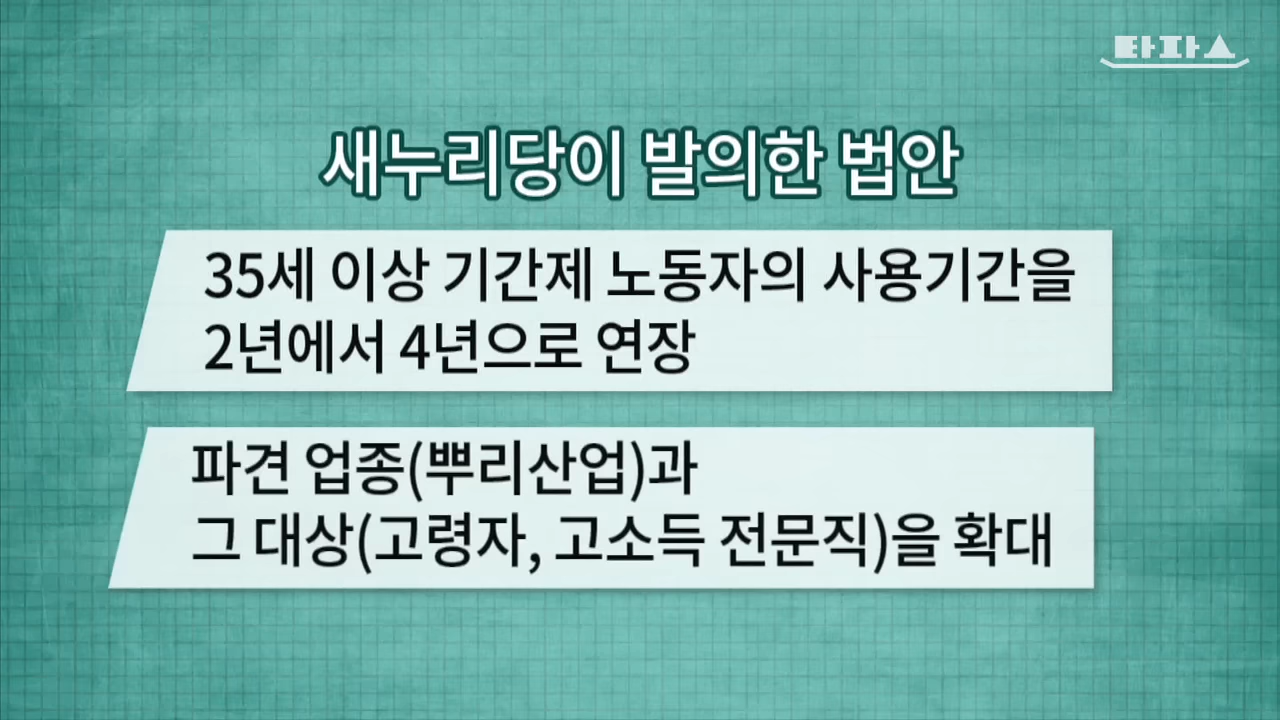 타파스
새누리당이 발의한 법안
35세 이상 기간제 노동자의 사용기간을
2년에서 4년으로 연장
파견 업종(뿌리산업)과
그 대상(고령자, 고소득 전문직)을 확대